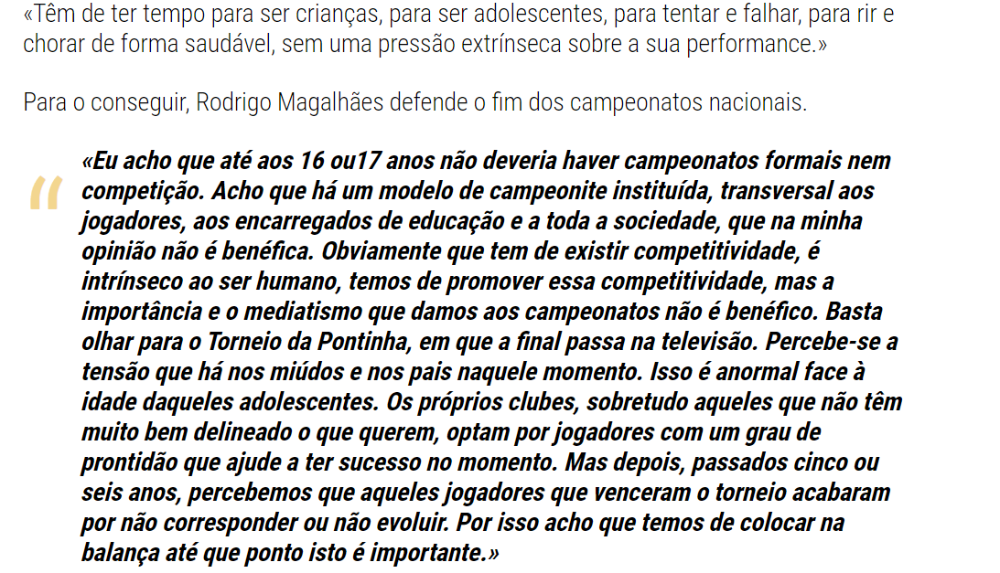 «Têm de ter tempo para ser crianças, para ser adolescentes, para tentar e falhar, para rir e
chorar de forma saudável, sem uma pressão extrínseca sobre a sua performance.»
Para o conseguir, Rodrigo Magalhães defende o fim dos campeonatos nacionais.
“
«Eu acho que até aos 16 ou17 anos não deveria haver campeonatos formais nem
competição. Acho que há um modelo de campeonite instituída, transversal aos
jogadores, aos encarregados de educação e a toda a sociedade, que na minha
opinião não é benéfica. Obviamente que tem de existir competitividade, é
intrínseco ao ser humano, temos de promover essa competitividade, mas a
importância e o mediatismo que damos aos campeonatos não é benéfico. Basta
olhar para o Torneio da Pontinha, em que a final passa na televisão. Percebe-se a
tensão que há nos miúdos e nos pais naquele momento. Isso é anormal face à
idade daqueles adolescentes. Os próprios clubes, sobretudo aqueles que não têm
muito bem delineado o que querem, optam por jogadores com um grau de
prontidão que ajude a ter sucesso no momento. Mas depois, passados cinco ou
seis anos, percebemos que aqueles jogadores que venceram o torneio acabaram
por não corresponder ou não evoluir. Por isso acho que temos de colocar na
balança até que ponto isto é importante.»